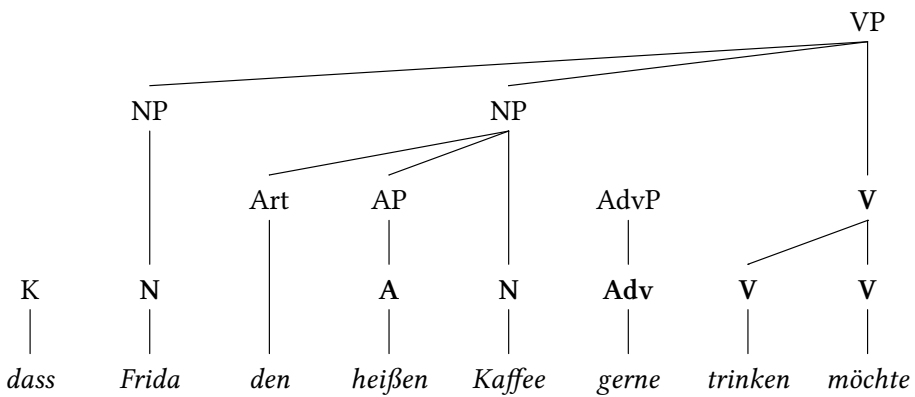 VP
NP NP
Art AP AdvP V
K N A N Adv V V
dass Frida den heißen Kaffee gerne trinken möchte